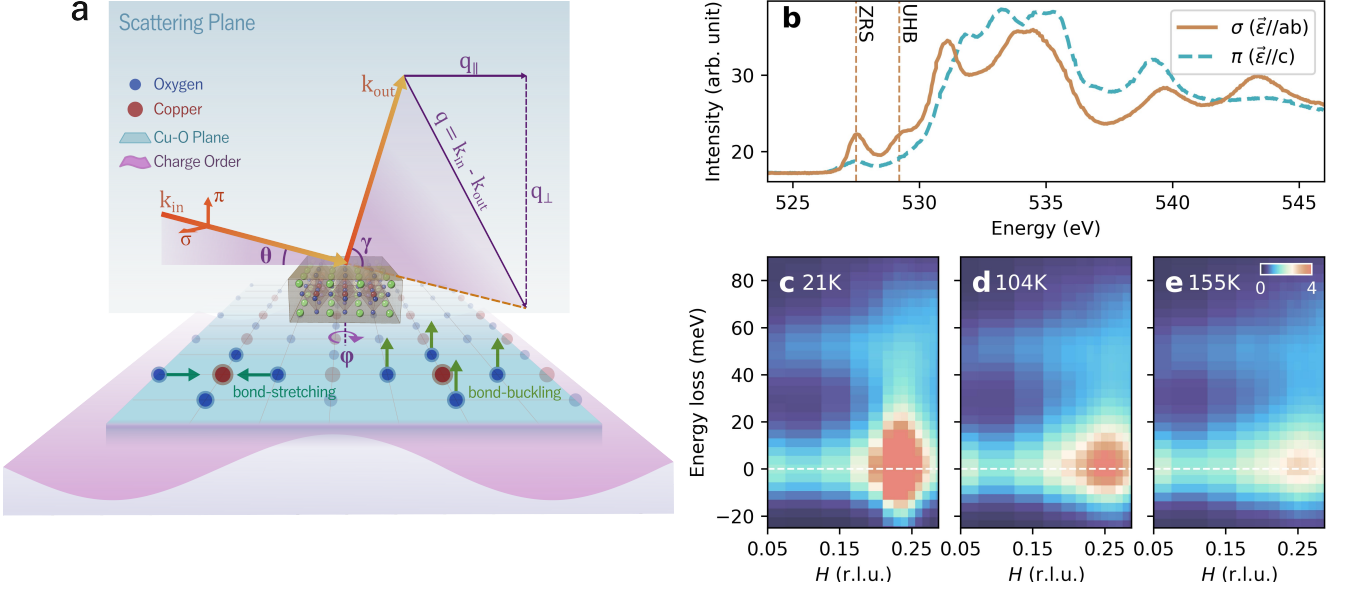 a
Scattering Plane
Oxygen
Copper
Cu-O Plane
Charge Order
k_in
π
σ
θ
k_out
γ
q_∥
q = k_in - k_out
q_⊥
φ
bond-stretching
bond-buckling
b
Intensity (arb. unit)
30
20
ZRS
UHB
σ (ε⃗//ab)
π (ε⃗//c)
525 530 535 540 545
Energy (eV)
Energy loss (meV)
80
60
40
20
0
−20
c 21K
d 104K
e 155K
0 4
0.05 0.15 0.25
0.05 0.15 0.25
0.05 0.15 0.25
H (r.l.u.)
H (r.l.u.)
H (r.l.u.)